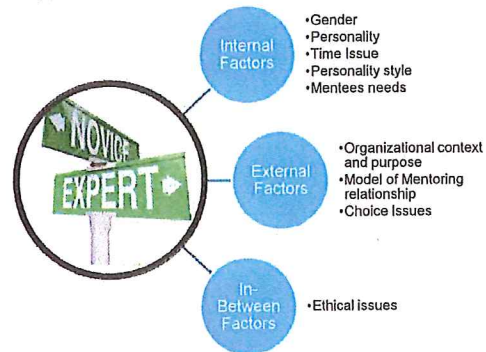 NOVICE
EXPERT
Internal
Factors
•Gender
•Personality
•Time Issue
•Personality style
•Mentees needs
External
Factors
•Organizational context
and purpose
•Model of Mentoring
relationship
•Choice Issues
In-
Between
Factors
•Ethical issues